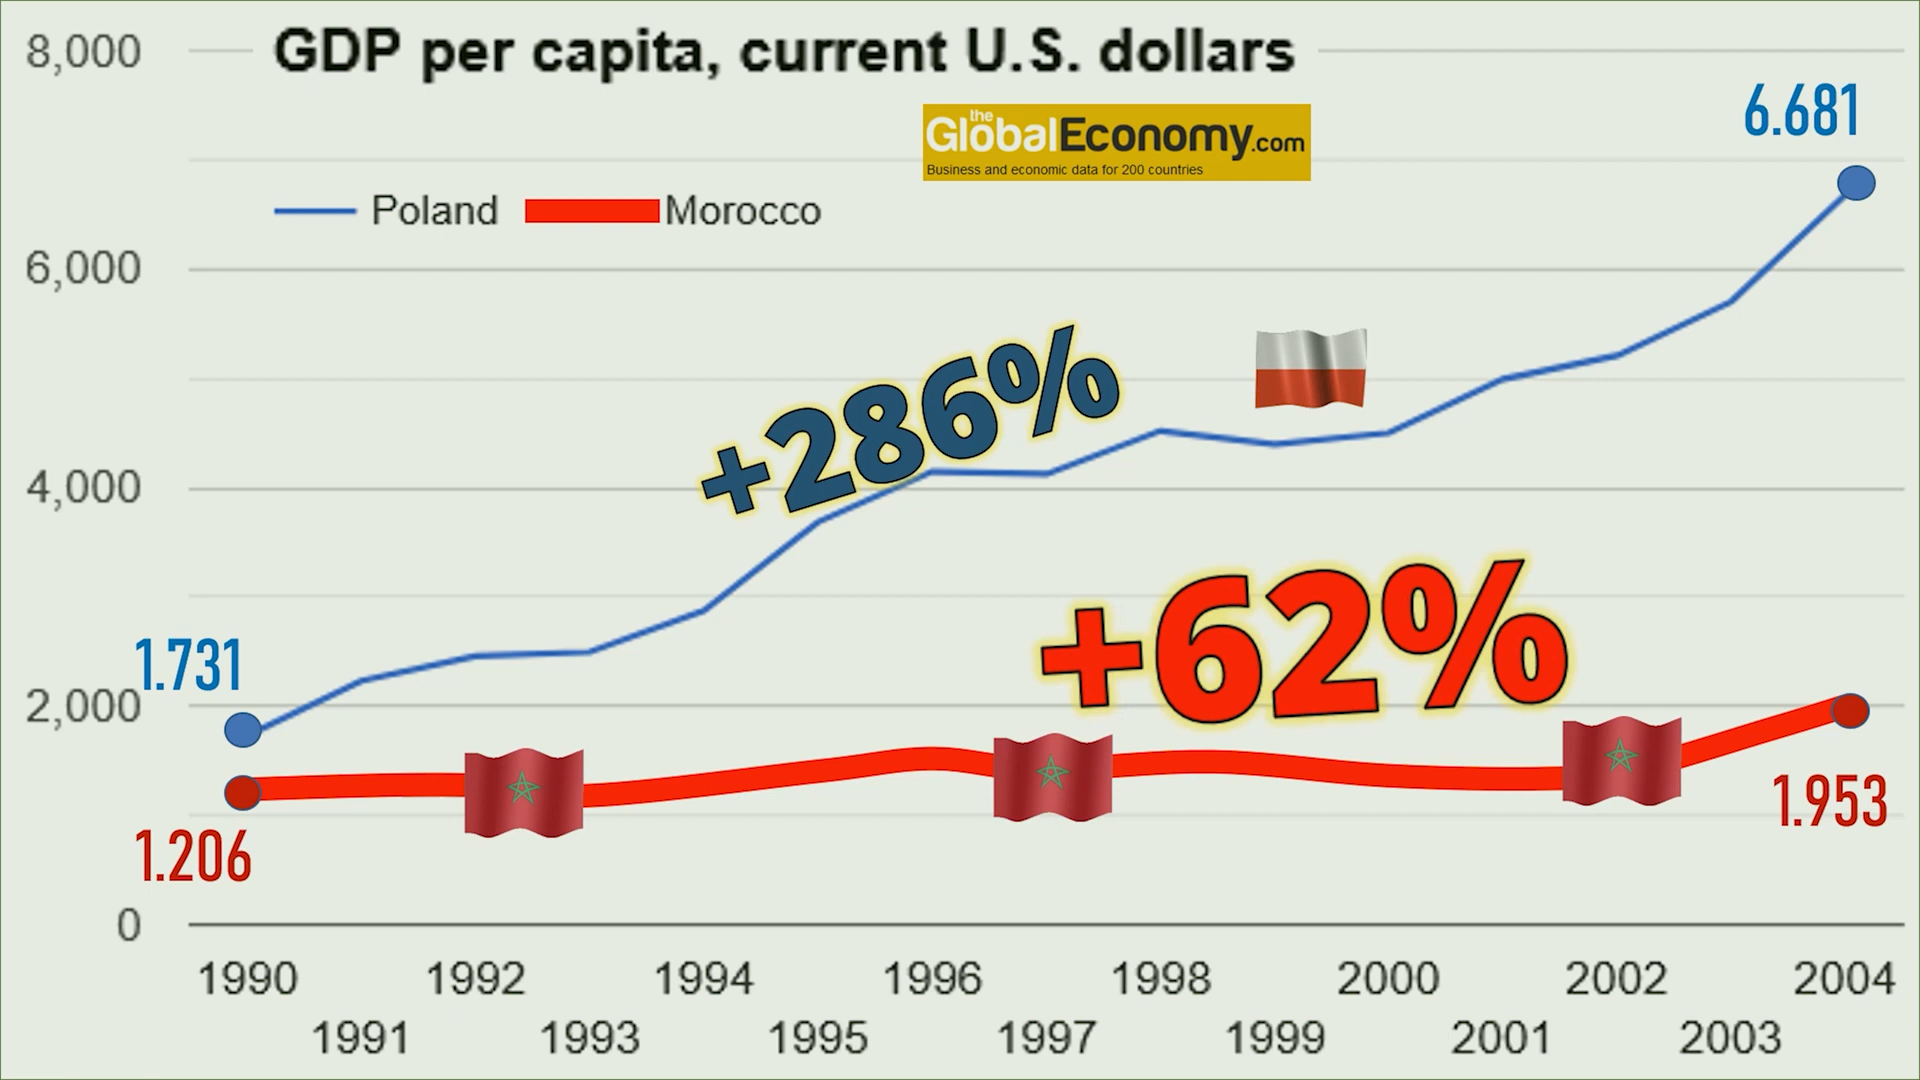 GDP per capita, current U.S. dollars
8,000
6.681
the
GlobalEconomy.com
Business and economic data for 200 countries
Poland
Morocco
6,000
+286%
4,000
+62%
1.731
2,000
1.953
1.206
0
1990 1992 1994 1996 1998 2000 2002 2004
1991 1993 1995 1997 1999 2001 2003